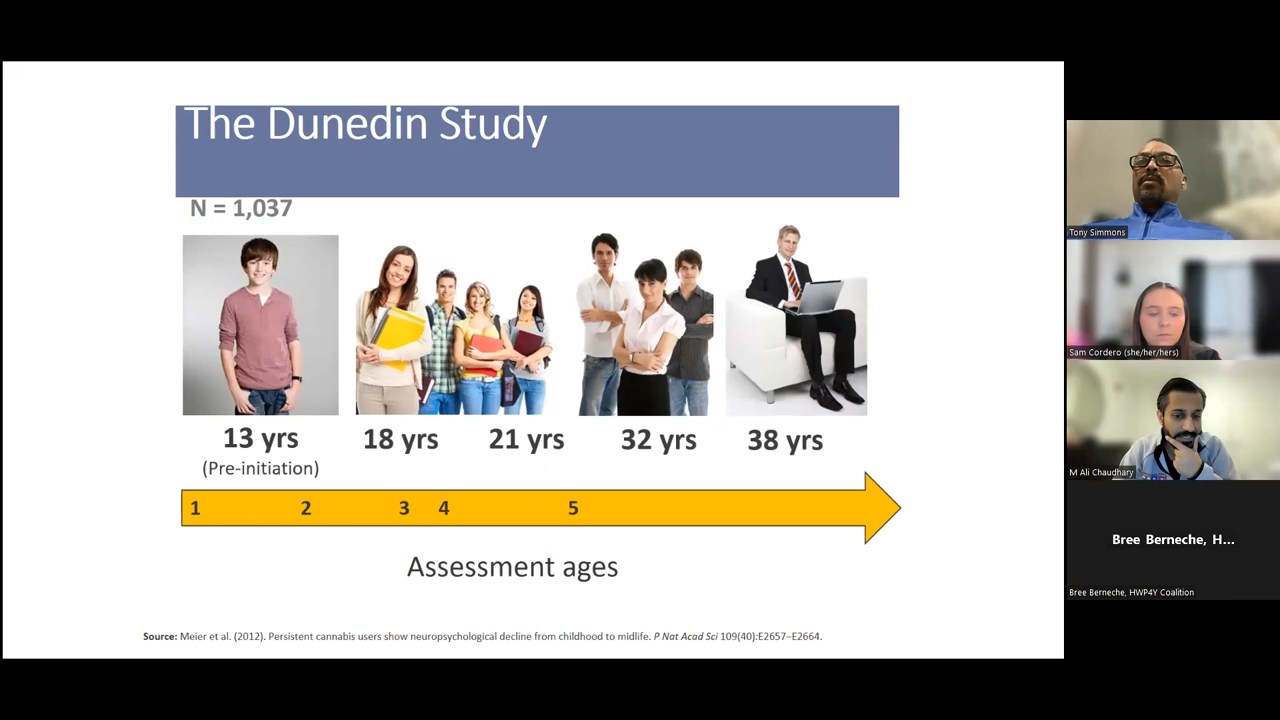 The Dunedin Study
N = 1,037
13 yrs
18 yrs
21 yrs
32 yrs
38 yrs
(Pre-initiation)
1
2
3
4
5
Assessment ages
Source: Meier et al. (2012). Persistent cannabis users show neuropsychological decline from childhood to midlife. P Nat Acad Sci 109(40):E2657–E2664.
Tony Simmons
Sam Cordero (she/her/hers)
M Ali Chaudhary
Bree Berneche, H...
Bree Berneche, HWP4Y Coalition